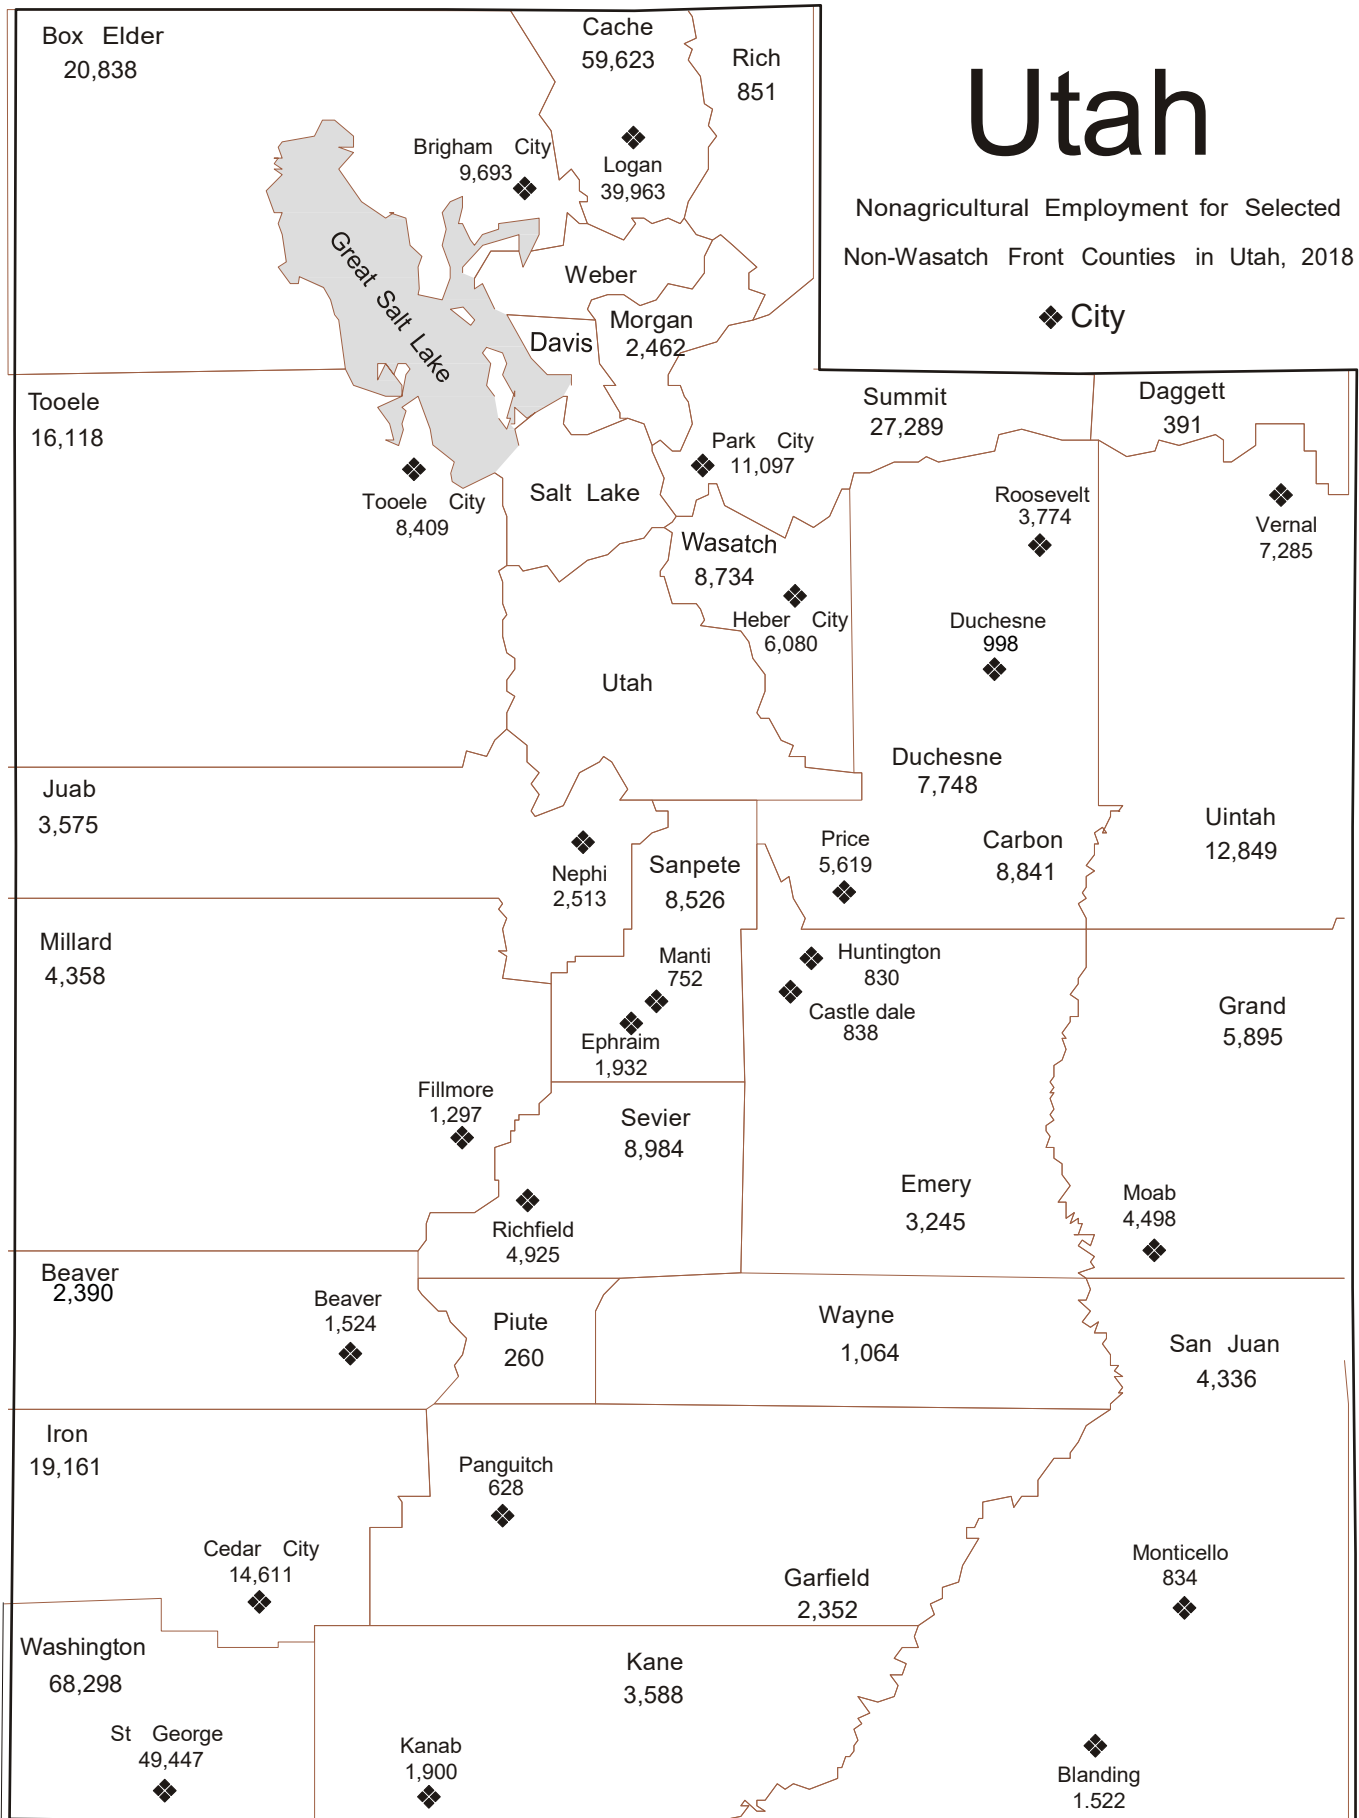 Utah
Nonagricultural Employment for Selected
Non-Wasatch Front Counties in Utah, 2018
City
Box Elder
20,838
Cache
59,623
Rich
851
Brigham City
9,693
Logan
39,963
Great Salt Lake
Weber
Morgan
2,462
Davis
Tooele
16,118
Tooele City
8,409
Salt Lake
Park City
11,097
Summit
27,289
Daggett
391
Roosevelt
3,774
Vernal
7,285
Wasatch
8,734
Heber City
6,080
Duchesne
998
Utah
Duchesne
7,748
Juab
3,575
Nephi
2,513
Sanpete
8,526
Price
5,619
Carbon
8,841
Uintah
12,849
Millard
4,358
Manti
752
Ephraim
1,932
Huntington
830
Castle dale
838
Grand
5,895
Fillmore
1,297
Sevier
8,984
Richfield
4,925
Emery
3,245
Moab
4,498
Beaver
2,390
Beaver
1,524
Piute
260
Wayne
1,064
San Juan
4,336
Iron
19,161
Panguitch
628
Cedar City
14,611
Garfield
2,352
Monticello
834
Washington
68,298
Kane
3,588
St George
49,447
Kanab
1,900
Blanding
1.522